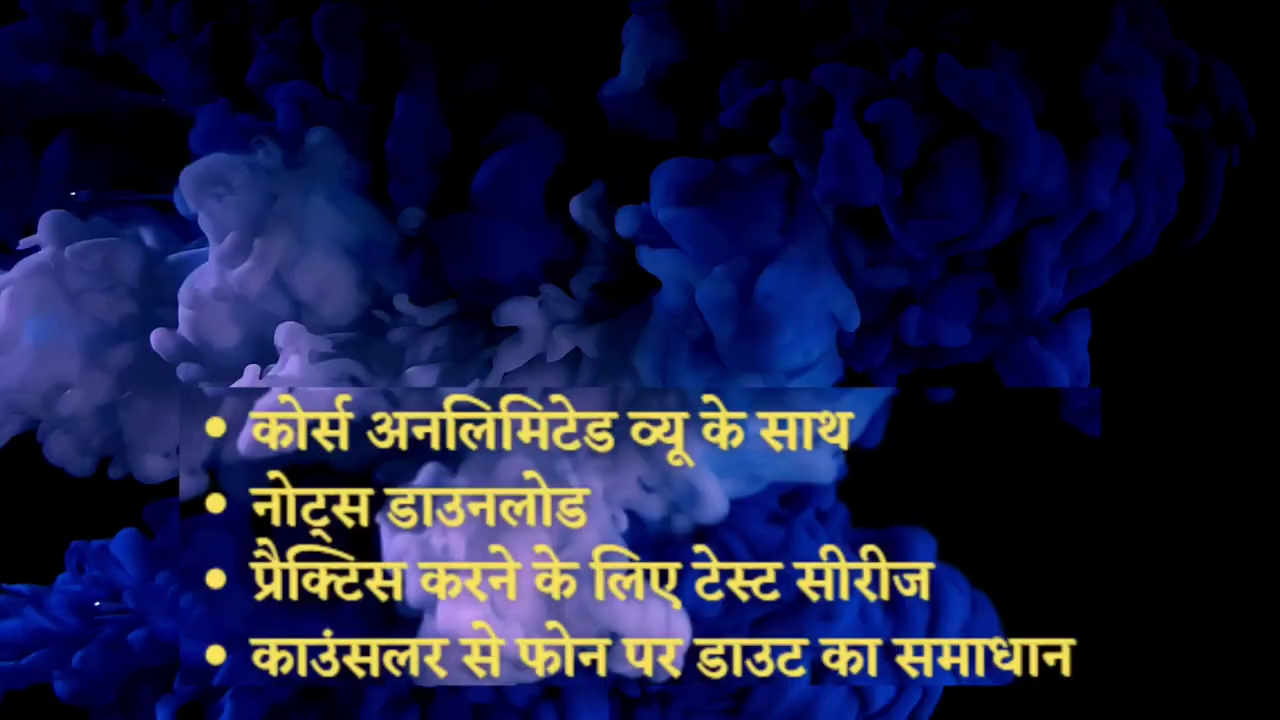 • कोर्स अनलिमिटेड व्यू के साथ
• नोट्स डाउनलोड
• प्रैक्टिस करने के लिए टेस्ट सीरीज
• काउंसलर से फोन पर डाउट का समाधान